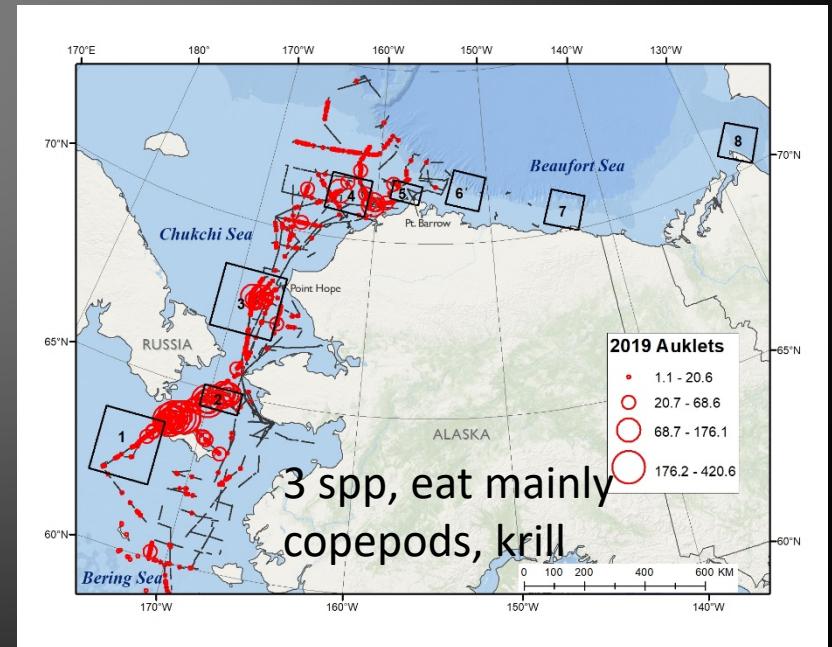 170°E 180° 170°W 160°W 150°W 140°W 130°W
70°N
70°N
8
Beaufort Sea
4
5
6
7
Pt. Barrow
Chukchi Sea
3
Point Hope
RUSSIA
65°N
65°N
2019 Auklets
1.1 - 20.6
20.7 - 68.6
68.7 - 176.1
176.2 - 420.6
2
1
ALASKA
3 spp, eat mainly
copepods, krill
60°N
60°N
Bering Sea
0 100 200 400 600 KM
170°W 160°W 150°W 140°W